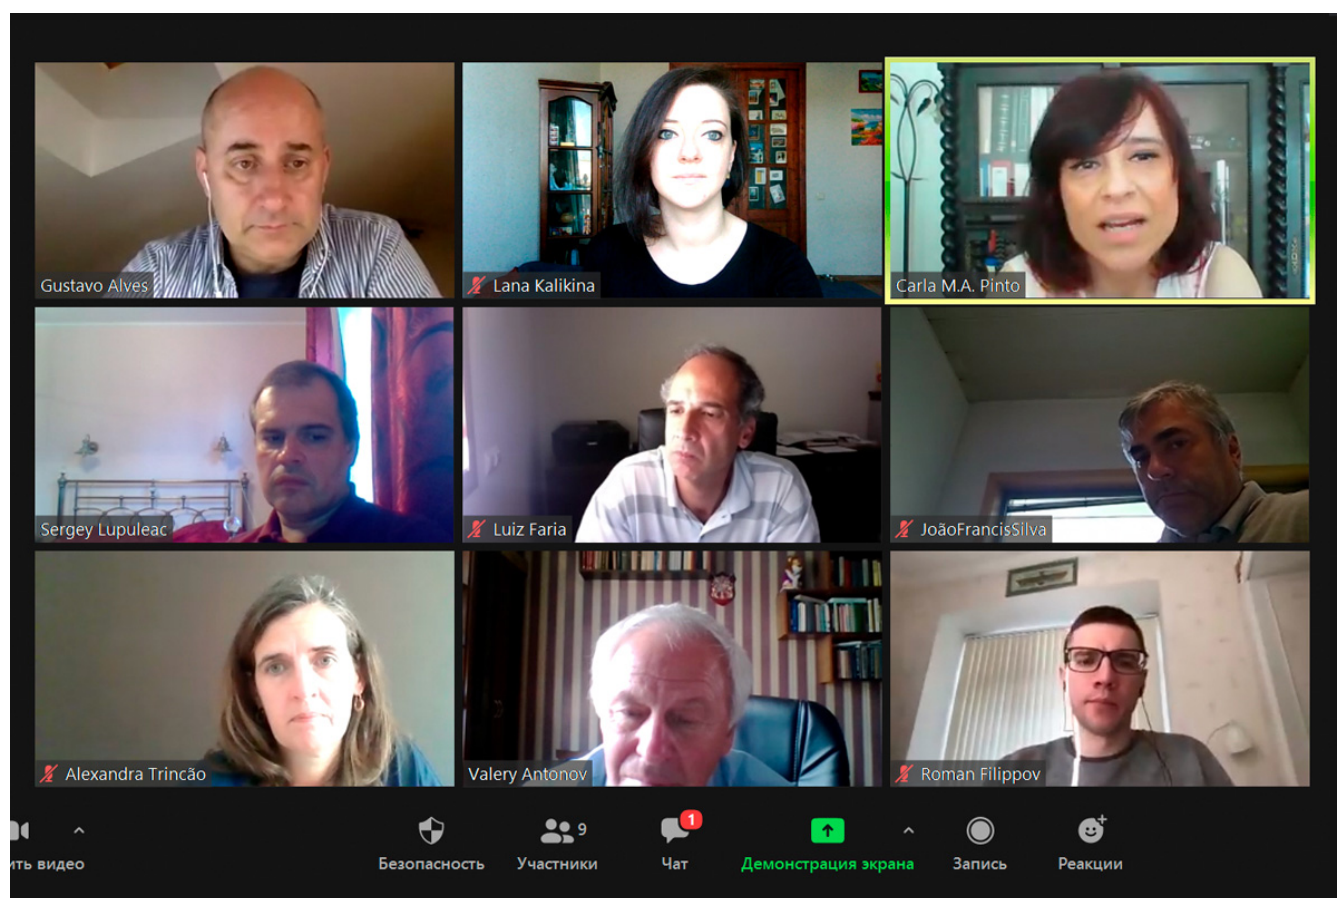 Gustavo Alves
Lana Kalikina
Carla M.A. Pinto
Sergey Lupuleac
Luiz Faria
JoãoFrancisSilva
Alexandra Trincão
Valery Antonov
Roman Filippov
9
1
ить видео
Безопасность
Участники
Чат
Демонстрация экрана
Запись
Реакции